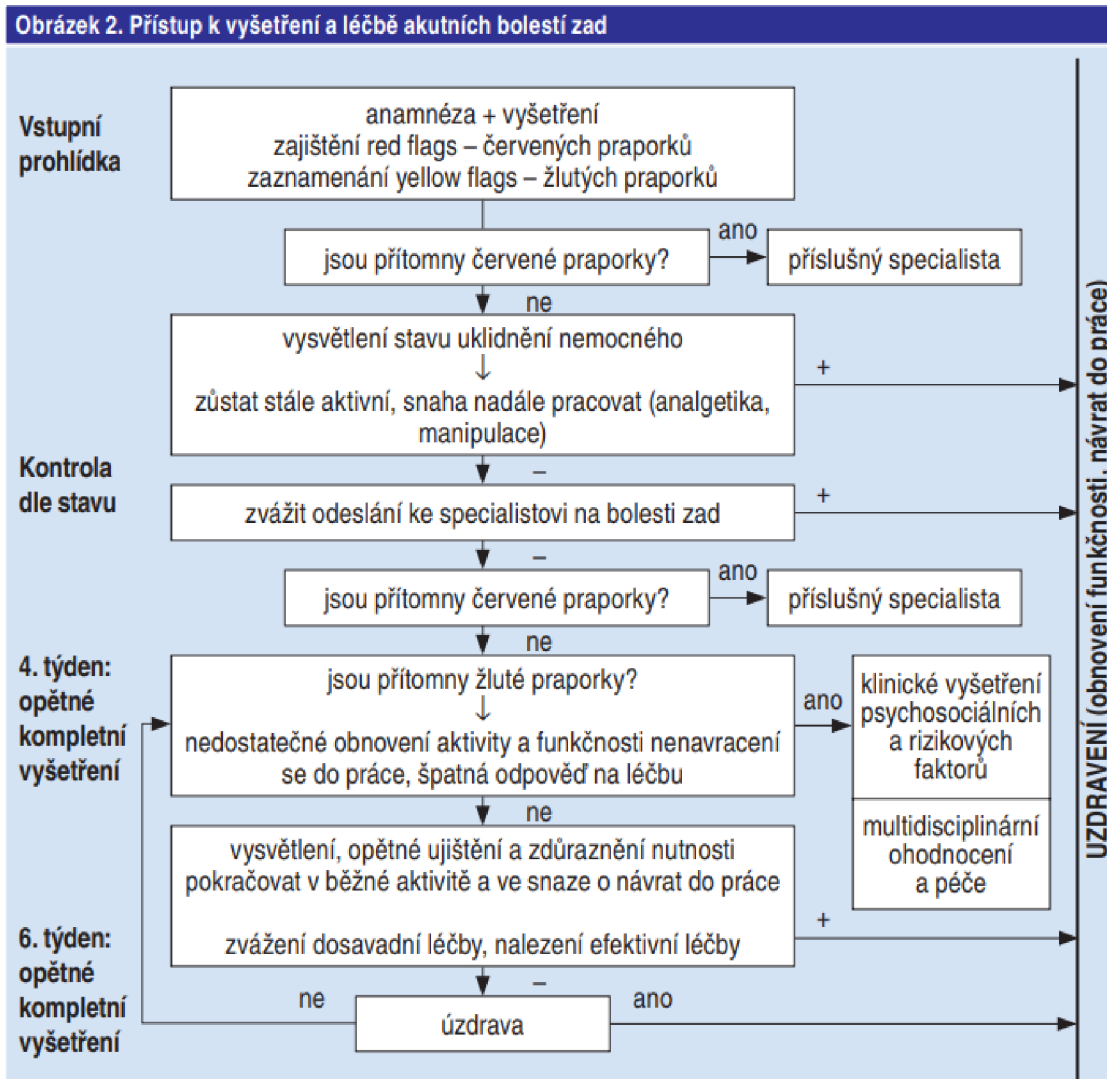 Obrázek 2. Přístup k vyšetření a léčbě akutních bolestí zad
Vstupní
prohlídka
anamnéza + vyšetření
zajištění red flags – červených praporků
zaznamenání yellow flags – žlutých praporků
jsou přítomny červené praporky?
ano
příslušný specialista
ne
vysvětlení stavu uklidnění nemocného
↓
zůstat stále aktivní, snaha nadále pracovat (analgetika,
manipulace)
+
–
Kontrola
dle stavu
zvážit odeslání ke specialistovi na bolesti zad
+
–
jsou přítomny červené praporky?
ano
příslušný specialista
ne
4. týden:
opětné
kompletní
vyšetření
jsou přítomny žluté praporky?
↓
nedostatečné obnovení aktivity a funkčnosti nenavracení
se do práce, špatná odpověď na léčbu
ano
klinické vyšetření
psychosociálních
a rizikových
faktorů
multidisciplinární
ohodnocení
a péče
ne
vysvětlení, opětné ujištění a zdůraznění nutnosti
pokračovat v běžné aktivitě a ve snaze o návrat do práce
zvážení dosavadní léčby, nalezení efektivní léčby
+
–
6. týden:
opětné
kompletní
vyšetření
ne
úzdrava
ano
UZDRAVENÍ (obnovení funkčnosti, návrat do práce)